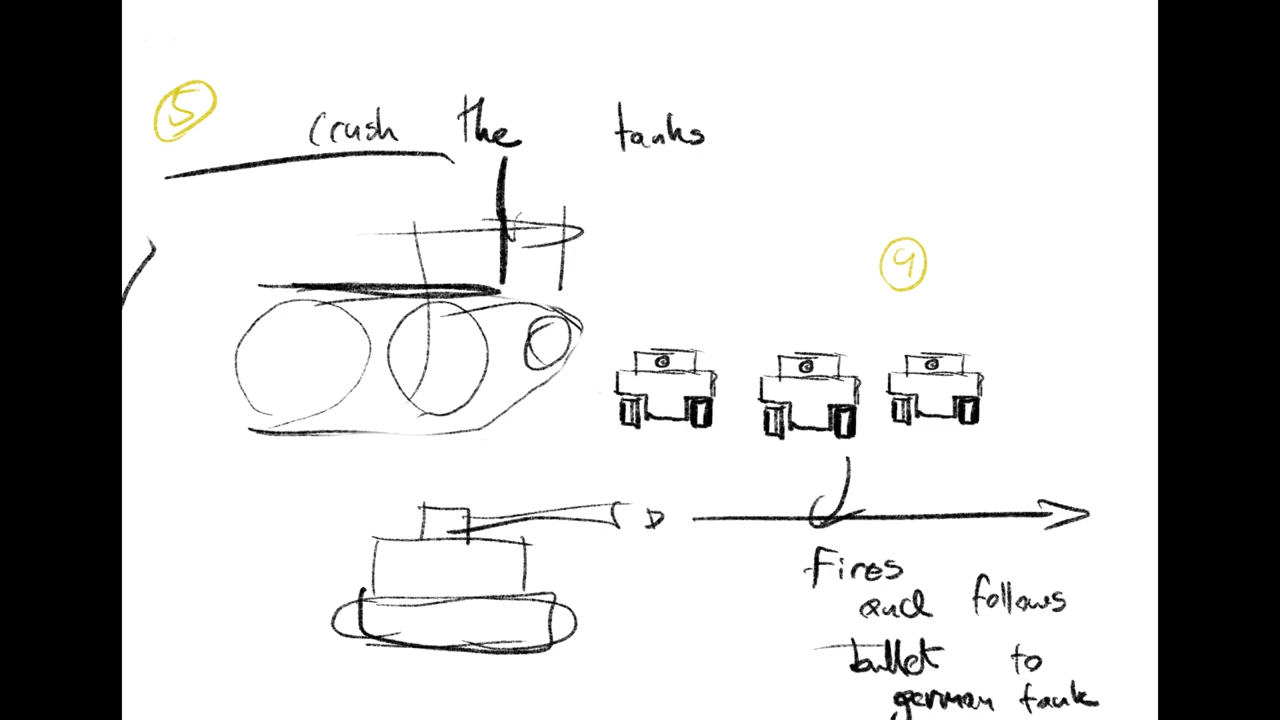 5
crush the tanks
9
Fires
and follows
bullet to
german tank